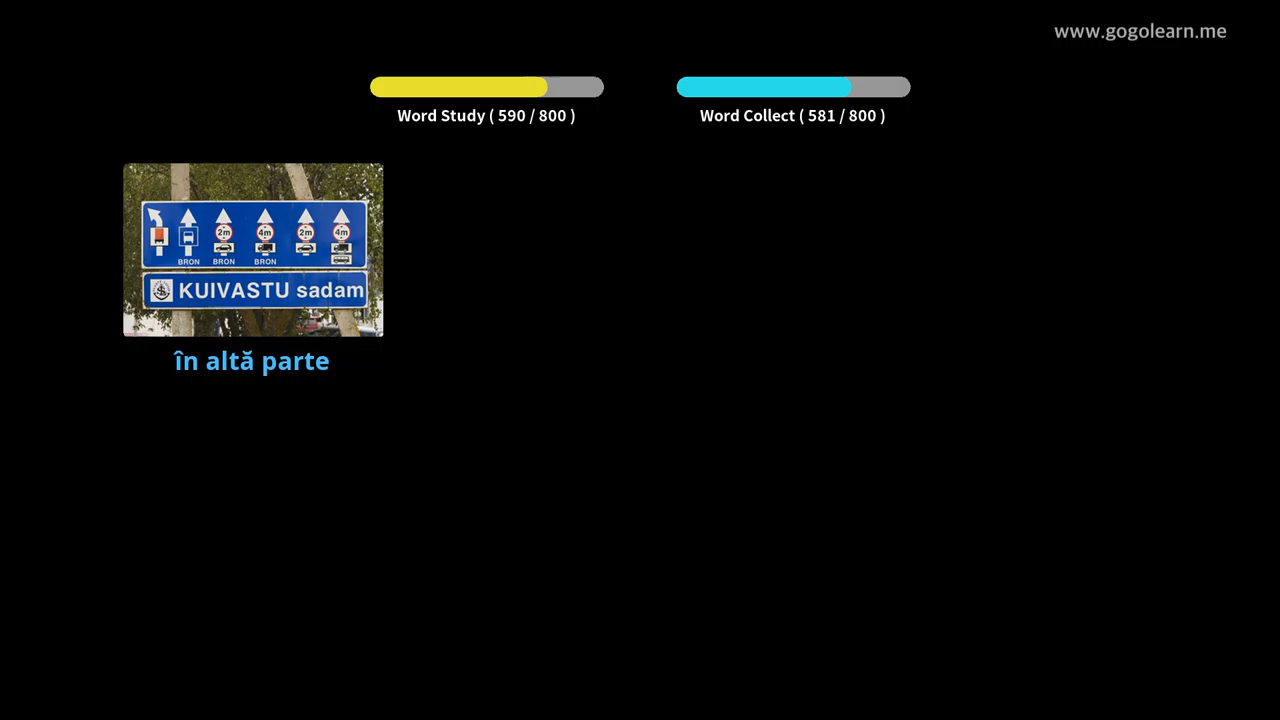 www.gogolearn.me
Word Study ( 590 / 800 )
Word Collect ( 581 / 800 )
2m 4m 2m 4m
BRON BRON BRON
KUIVASTU sadam
în altă parte